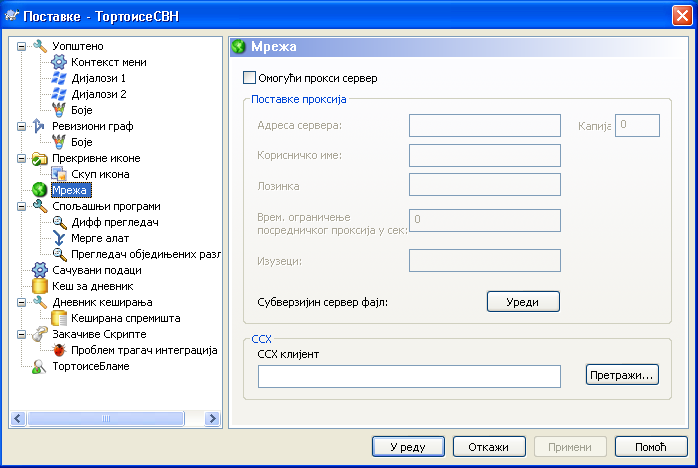 Поставке - ТортоисеСВН
Уопштено
Контекст мени
Дијалози 1
Дијалози 2
Боје
Ревизиони граф
Боје
Прекривне иконе
Скуп икона
Мрежа
Спољашњи програми
Дифф прегледач
Мерге алат
Прегледач обједињених разл
Сачувани подаци
Кеш за дневник
Дневник кеширања
Кеширана спремишта
Закачиве Скрипте
Проблем трагач интеграција
ТортоисеБламе
Мрежа
Омогући прокси сервер
Поставке проксија
Адреса сервера:
Капија 0
Корисничко име:
Лозинка
Врем. ограничење
посредничког проксија у сек: 0
Изузеци:
Субверзијин сервер фајл: Уреди
ССХ
ССХ клијент
Претражи...
У реду Откажи Примени Помоћ